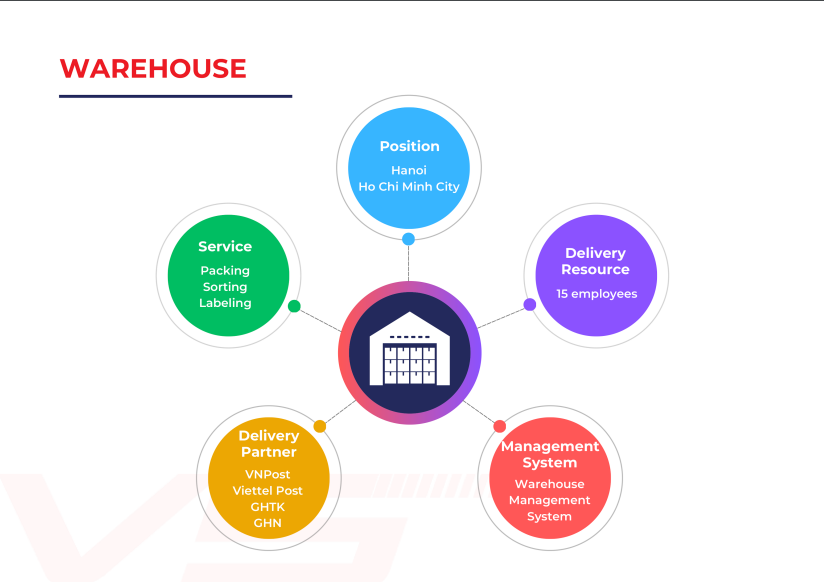 WAREHOUSE
Position
Hanoi
Ho Chi Minh City
Service
Packing
Sorting
Labeling
Delivery
Resource
15 employees
Delivery
Partner
VNPost
Viettel Post
GHTK
GHN
Management
System
Warehouse
Management
System